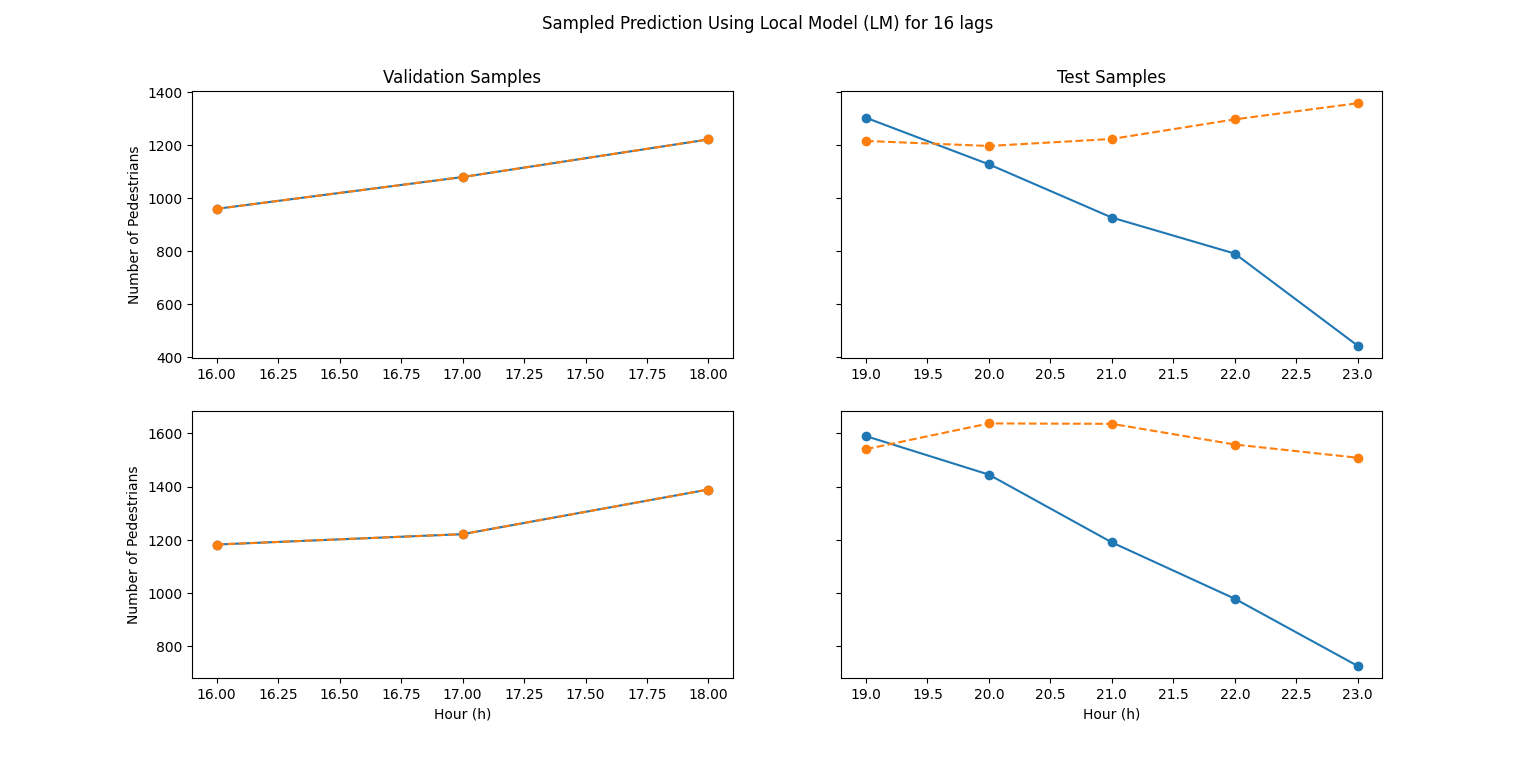 Sampled Prediction Using Local Model (LM) for 16 lags
Validation Samples
Test Samples
Number of Pedestrians
1400
1200
1000
800
600
400
16.00 16.25 16.50 16.75 17.00 17.25 17.50 17.75 18.00
19.0 19.5 20.0 20.5 21.0 21.5 22.0 22.5 23.0
Number of Pedestrians
1600
1400
1200
1000
800
16.00 16.25 16.50 16.75 17.00 17.25 17.50 17.75 18.00
Hour (h)
19.0 19.5 20.0 20.5 21.0 21.5 22.0 22.5 23.0
Hour (h)